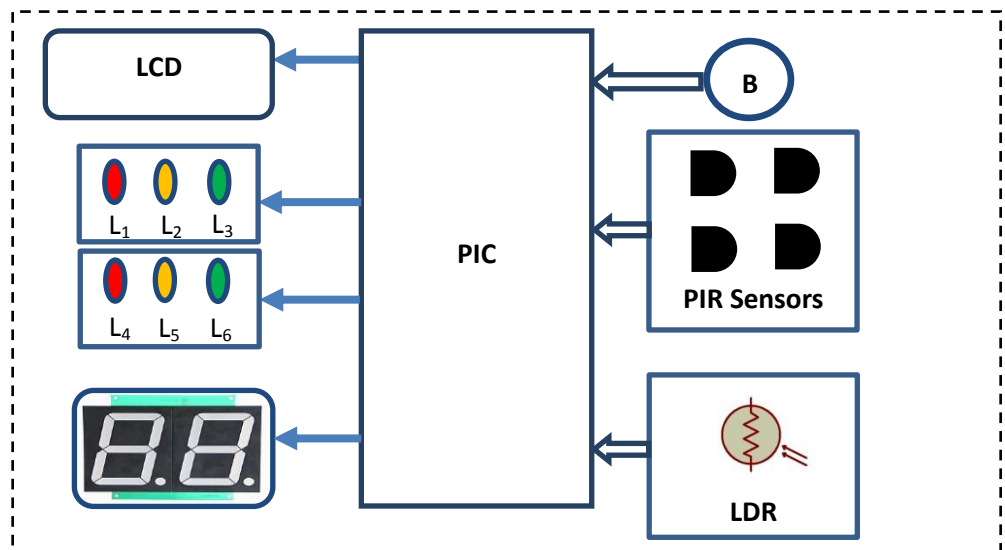 LCD
B
L₁ L₂ L₃
PIC
L₄ L₅ L₆
PIR Sensors
LDR